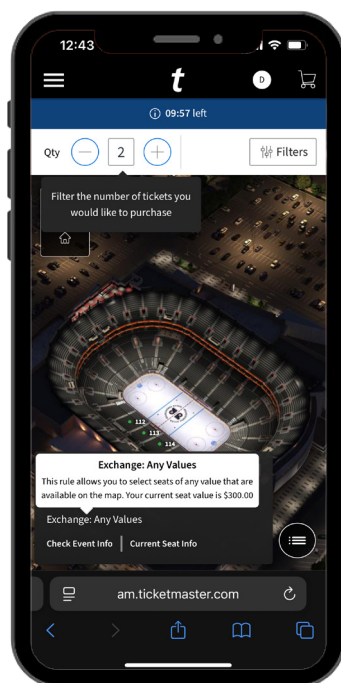 12:43
t
D
09:57 left
Qty
2
Filters
Filter the number of tickets you
would like to purchase
112
113
114
Exchange: Any Values
This rule allows you to select seats of any value that are
available on the map. Your current seat value is $300.00
Exchange: Any Values
Check Event Info
Current Seat Info
am.ticketmaster.com